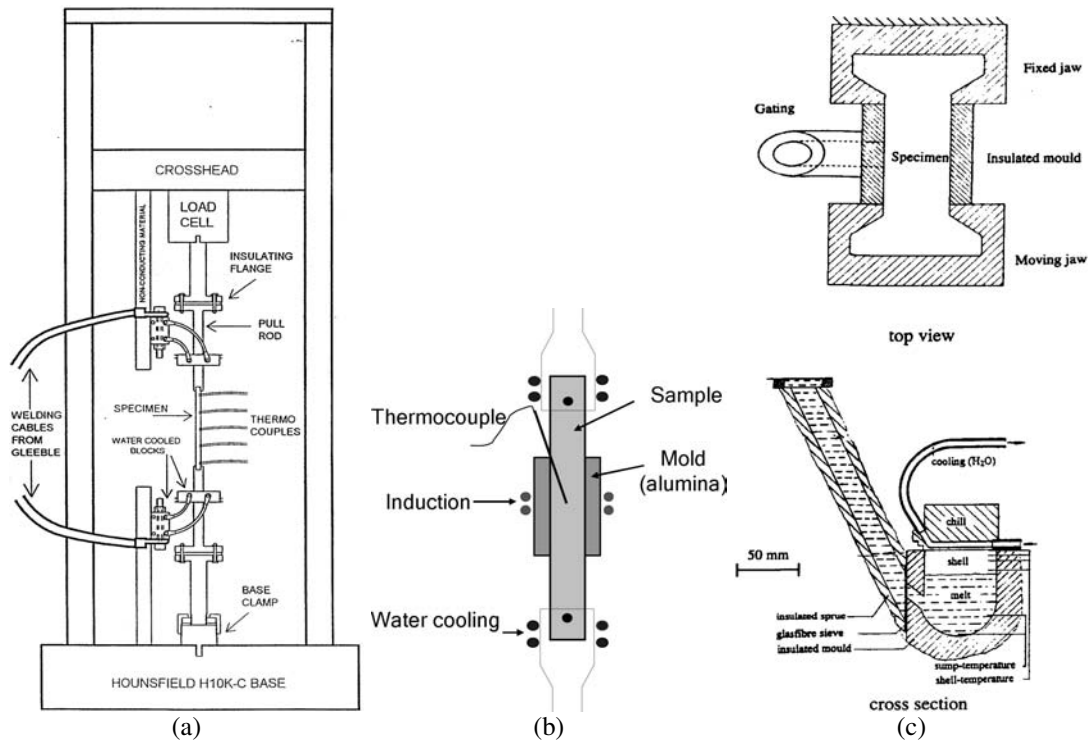 CROSSHEAD
LOAD
CELL
NON-CONDUCTING MATERIAL
INSULATING
FLANGE
PULL
ROD
SPECIMEN
THERMO
COUPLES
WELDING
CABLES
FROM
GLEEBLE
WATER COOLED
BLOCKS
BASE
CLAMP
HOUNSFIELD H10K-C BASE
(a)
Thermocouple
Sample
Mold
(alumina)
Induction
Water cooling
(b)
Fixed jaw
Gating
Specimen
Insulated mould
Moving jaw
top view
cooling (H₂O)
chill
50 mm
shell
melt
insulated sprue
glasfibre sieve
insulated mould
sump-temperature
shell-temperature
cross section
(c)